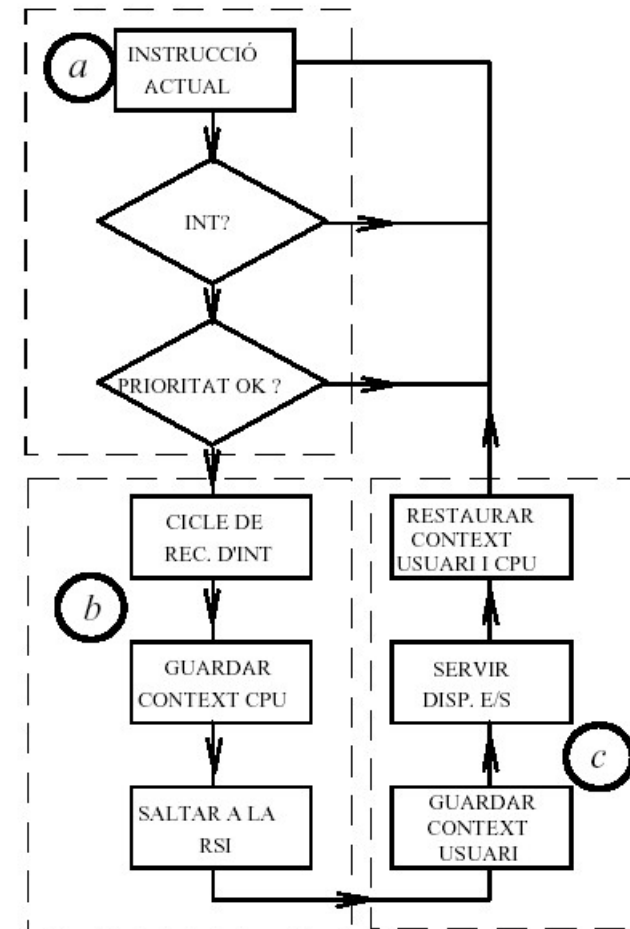 a
INSTRUCCIÓ
ACTUAL
INT?
PRIORITAT OK ?
b
CICLE DE
REC. D'INT
GUARDAR
CONTEXT CPU
SALTAR A LA
RSI
RESTAURAR
CONTEXT
USUARI I CPU
SERVIR
DISP. E/S
c
GUARDAR
CONTEXT
USUARI